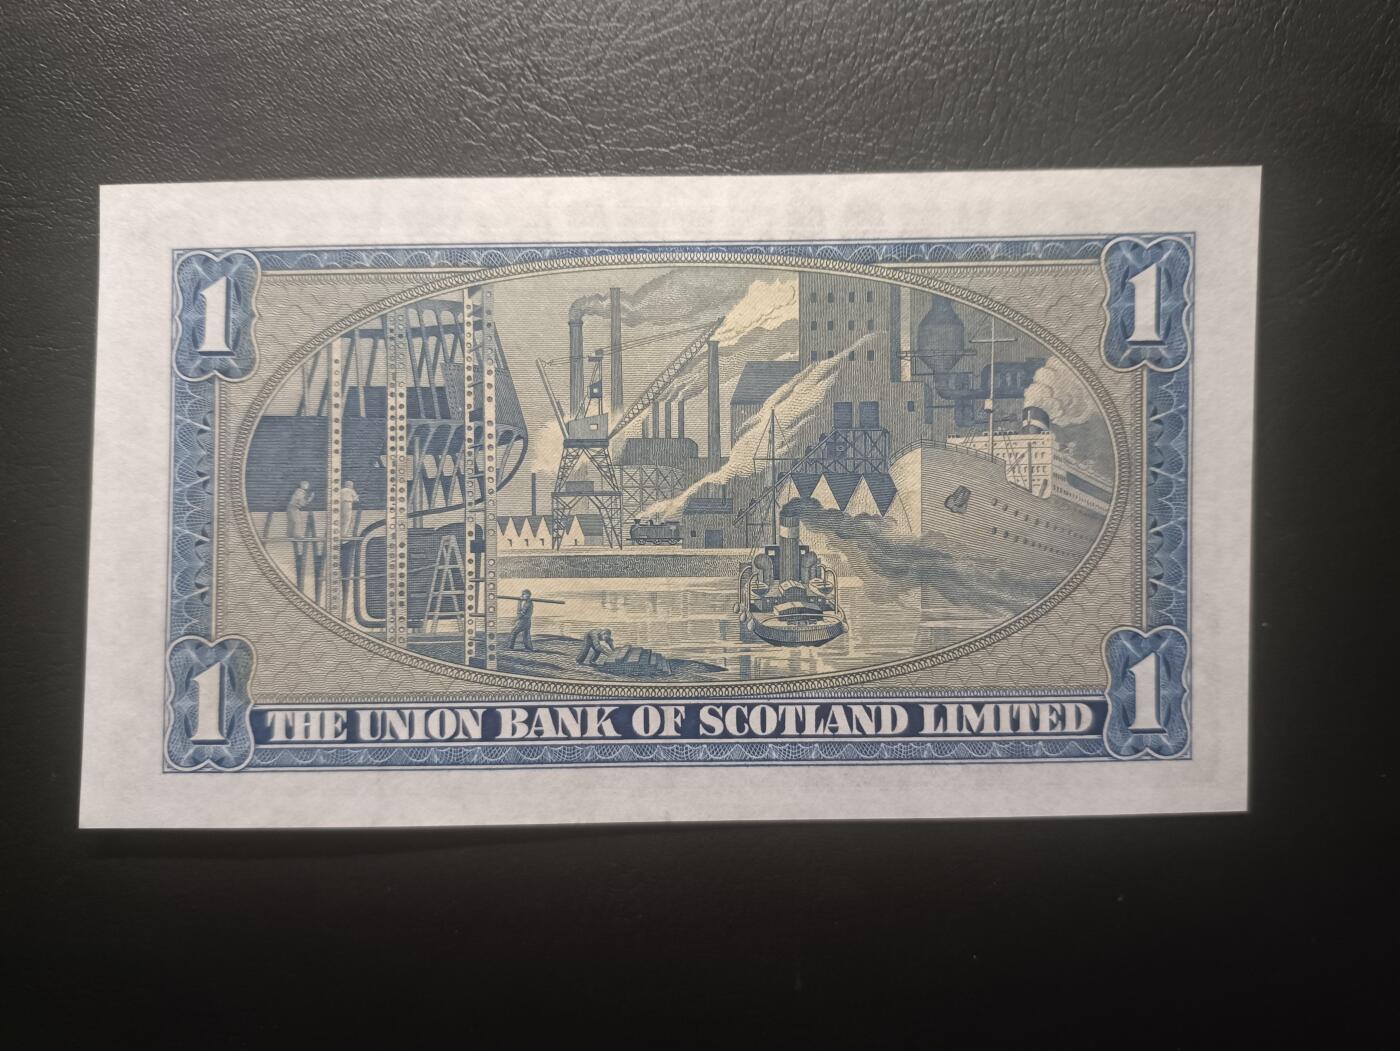 1 1
1 THE UNION BANK OF SCOTLAND LIMITED 1